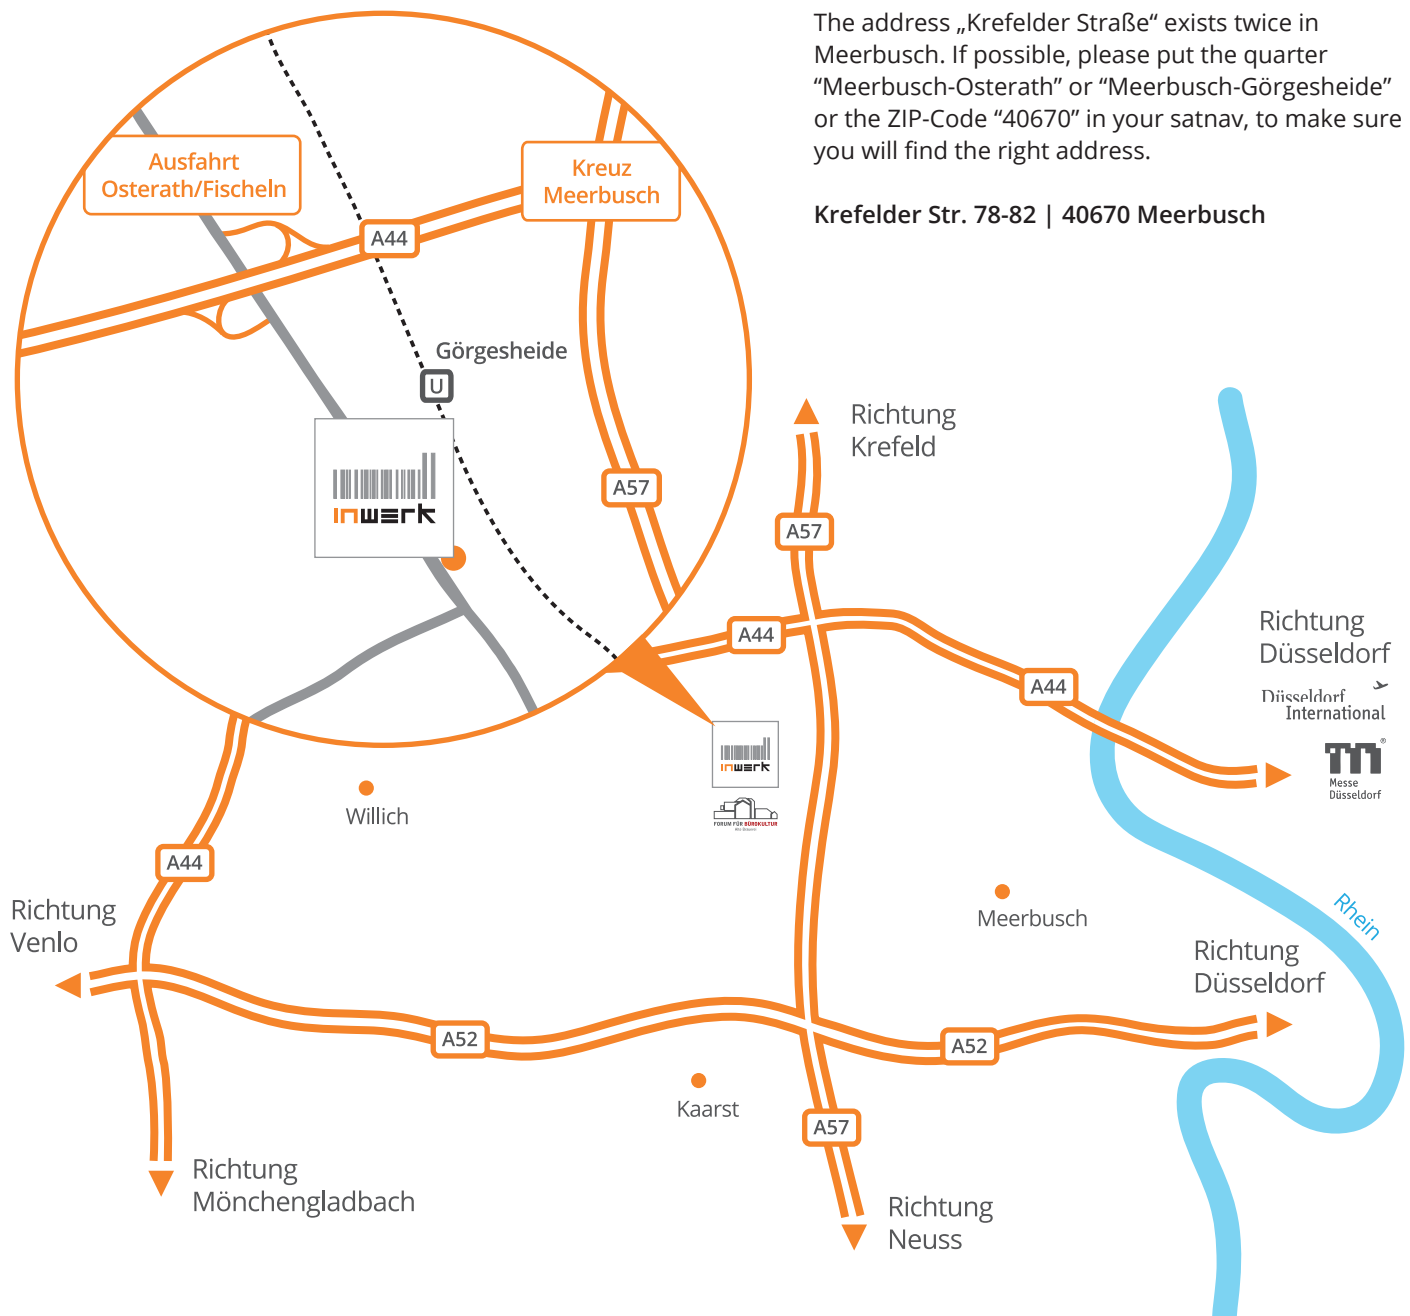 The address „Krefelder Straße“ exists twice in
Meerbusch. If possible, please put the quarter
“Meerbusch-Osterath” or “Meerbusch-Görgesheide”
or the ZIP-Code “40670” in your satnav, to make sure
you will find the right address.
Krefelder Str. 78-82 | 40670 Meerbusch
Ausfahrt
Osterath/Fischeln
Kreuz
Meerbusch
A44
Görgesheide
U
inwerk
A57
Richtung
Krefeld
A57
A44
A44
Richtung
Düsseldorf
Düsseldorf
International
Messe
Düsseldorf
inwerk
FORUM FÜR BÜROKULTUR
Willich
A44
Meerbusch
Rhein
Richtung
Venlo
Richtung
Düsseldorf
A52
A52
Kaarst
A57
Richtung
Mönchengladbach
Richtung
Neuss